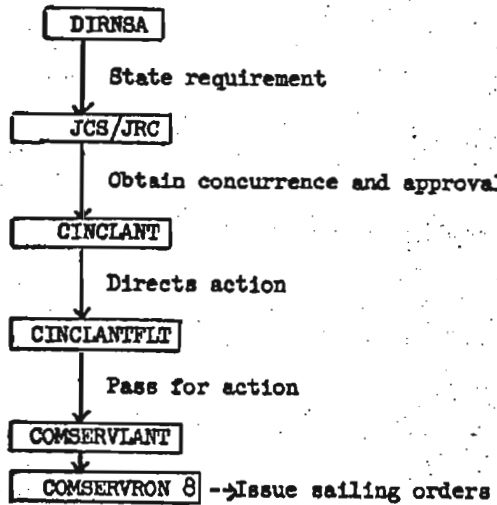 DIRNSA
State requirement
JCS/JRC
Obtain concurrence and approval
CINCLANT
Directs action
CINCLANTFLT
Pass for action
COMSERVLANT
COMSERVRON 8 → Issue sailing orders